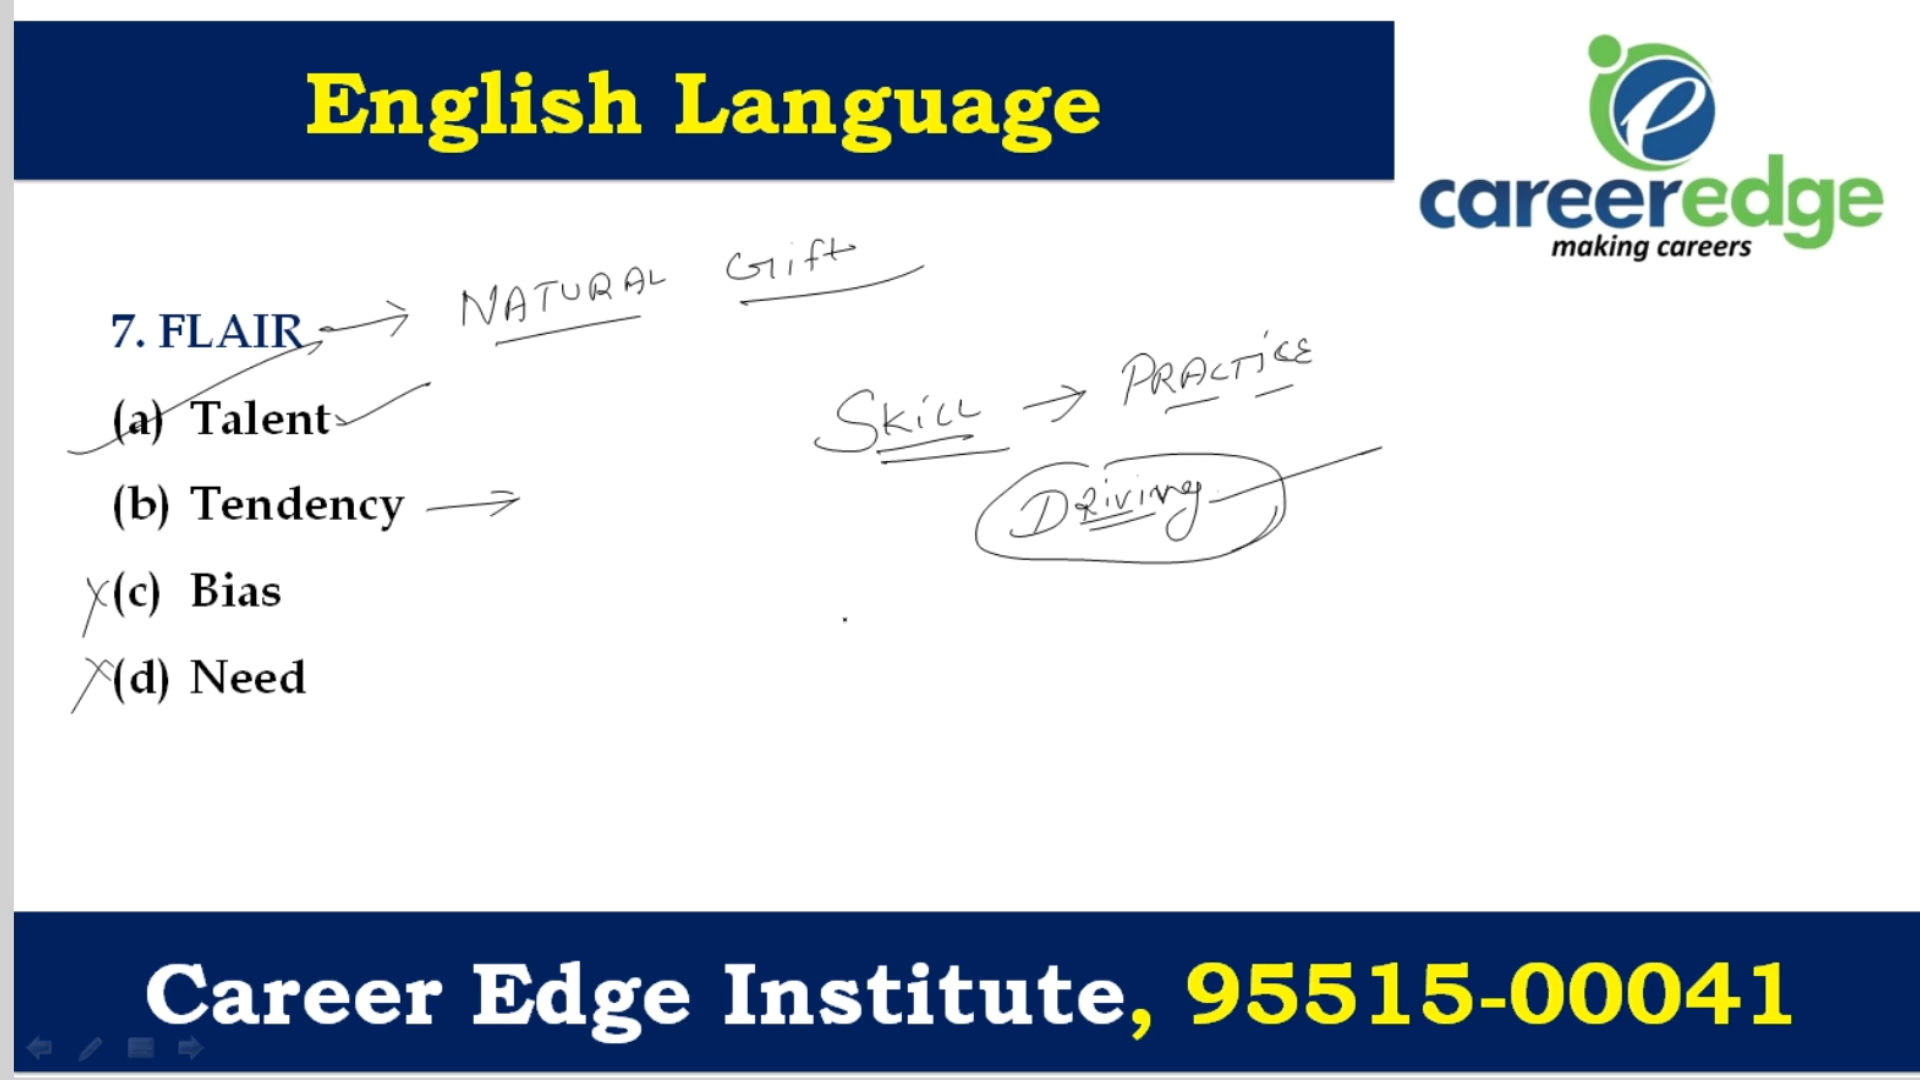 English Language
careeredge
making careers
NATURAL Gift
7. FLAIR
SKiLL → PRACTiCE
(a) Talent
Driving
(b) Tendency
(c) Bias
(d) Need
Career Edge Institute, 95515-00041